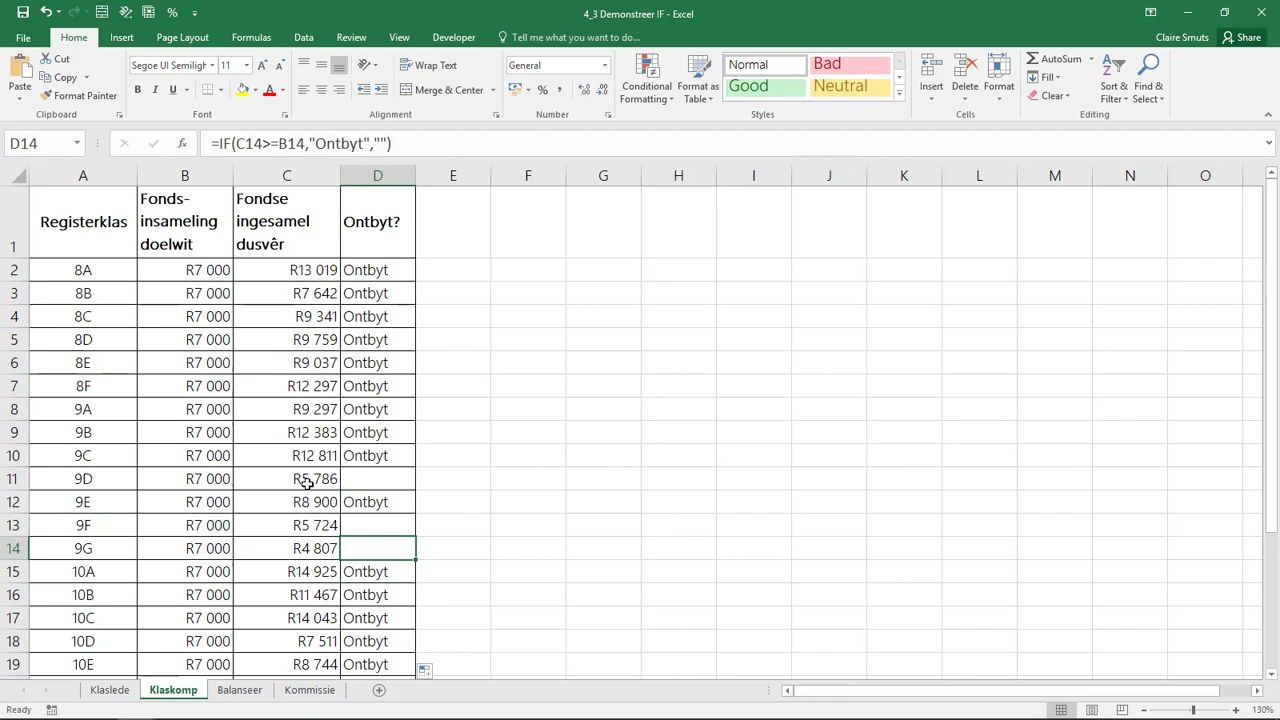 4_3 Demonstreer IF - Excel
File Home Insert Page Layout Formulas Data Review View Developer Tell me what you want to do... Claire Smuts Share
Paste
Cut
Copy
Format Painter
Clipboard
Segoe UI Semiligh 11
B I U A
Font
Wrap Text
Merge & Center
Alignment
General
%
Number
Conditional Formatting
Format as Table
Normal Bad
Good Neutral
Styles
Insert Delete Format
Cells
AutoSum
Fill
Clear
Sort & Filter
Find & Select
Editing
D14 fx =IF(C14>=B14,"Ontbyt","")
A B C D E F G H I J K L M N O
1 Registerklas Fonds-insameling doelwit Fondse ingesamel dusvêr Ontbyt?
2 8A R7 000 R13 019 Ontbyt
3 8B R7 000 R7 642 Ontbyt
4 8C R7 000 R9 341 Ontbyt
5 8D R7 000 R9 759 Ontbyt
6 8E R7 000 R9 037 Ontbyt
7 8F R7 000 R12 297 Ontbyt
8 9A R7 000 R9 297 Ontbyt
9 9B R7 000 R12 383 Ontbyt
10 9C R7 000 R12 811 Ontbyt
11 9D R7 000 R5 786
12 9E R7 000 R8 900 Ontbyt
13 9F R7 000 R5 724
14 9G R7 000 R4 807
15 10A R7 000 R14 925 Ontbyt
16 10B R7 000 R11 467 Ontbyt
17 10C R7 000 R14 043 Ontbyt
18 10D R7 000 R7 511 Ontbyt
19 10E R7 000 R8 744 Ontbyt
Klaslede Klaskomp Balanseer Kommissie
Ready 130%